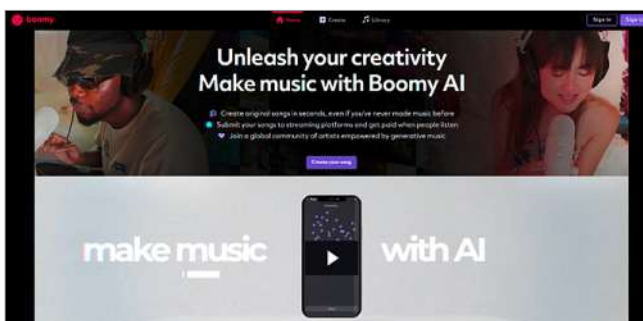 boomy
Home
Create
Library
Sign in
Sign
Unleash your creativity
Make music with Boomy AI
Create original songs in seconds, even if you've never made music before
Submit your songs to streaming platforms and get paid when people listen
Join a global community of artists empowered by generative music
Create your song
make music with AI